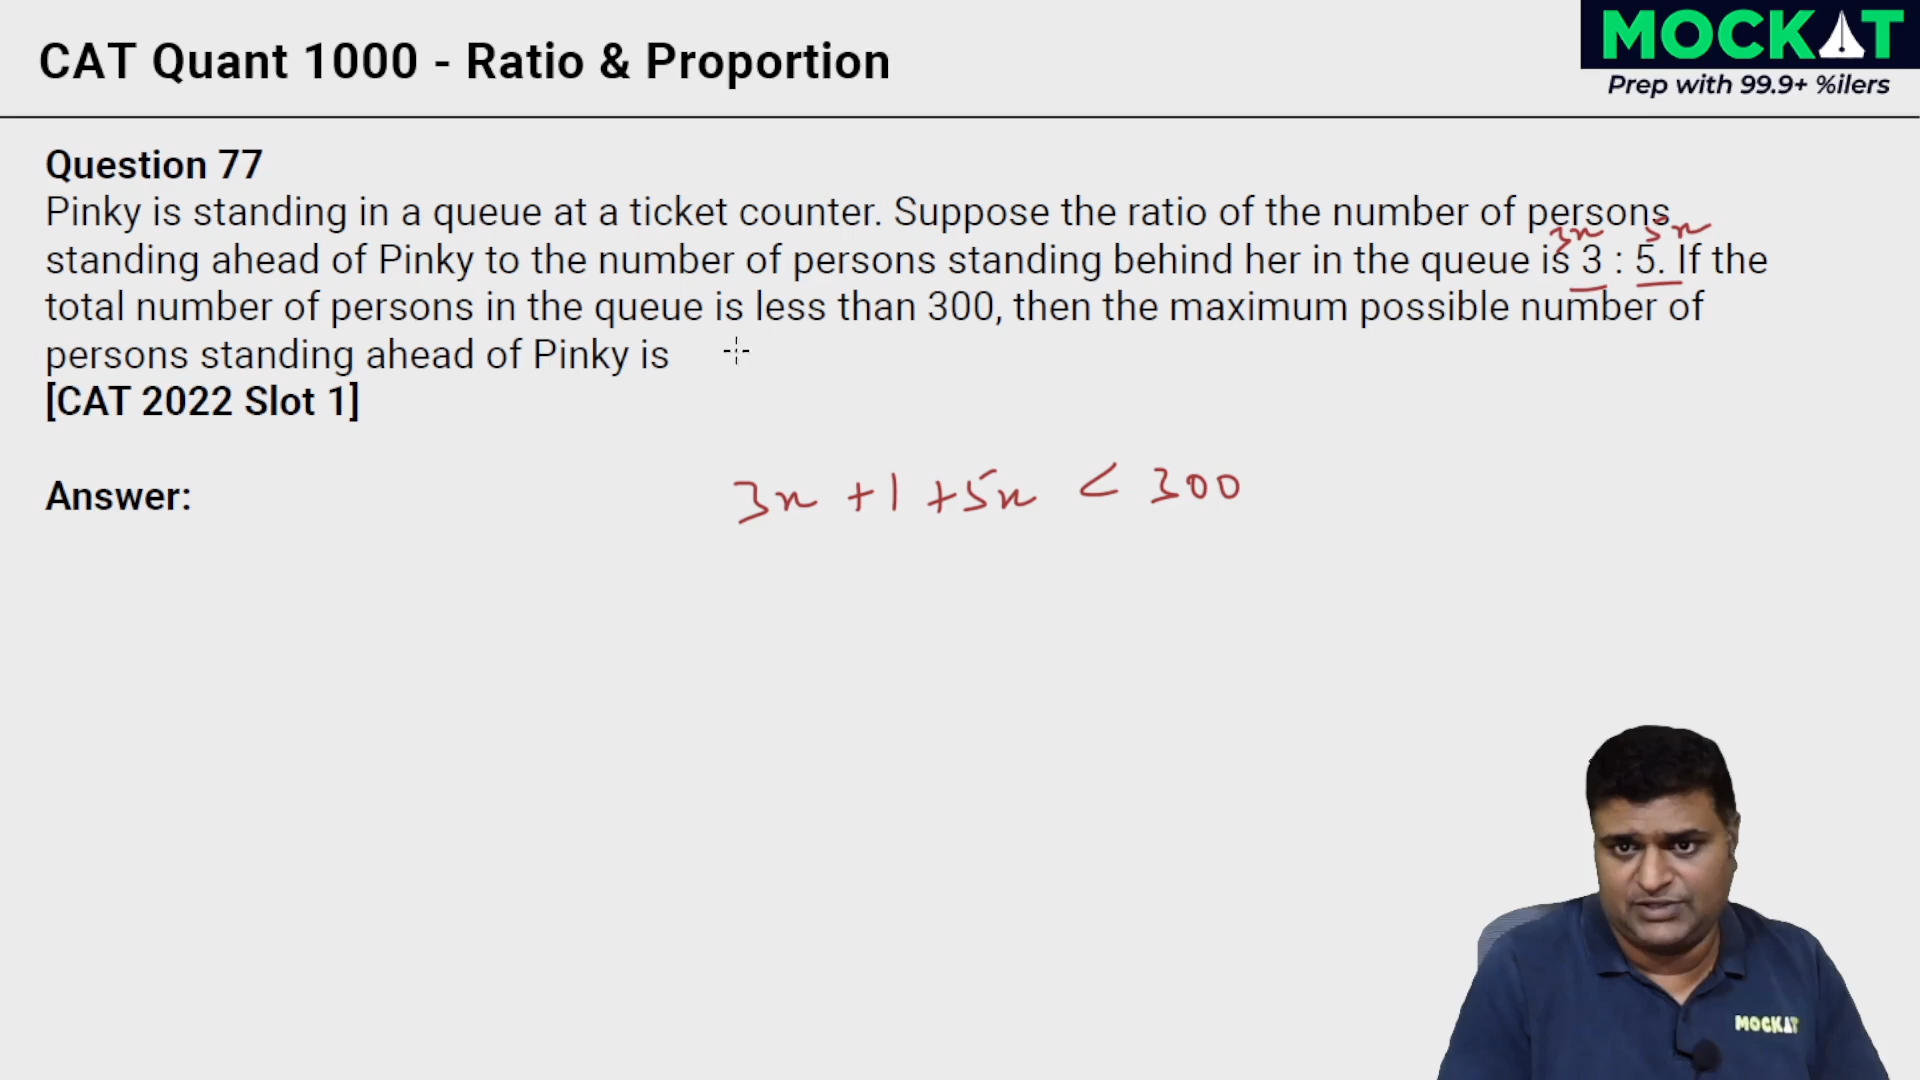 CAT Quant 1000 - Ratio & Proportion
MOCKAT
Prep with 99.9+ %ilers
Question 77
Pinky is standing in a queue at a ticket counter. Suppose the ratio of the number of persons
3x 5x
standing ahead of Pinky to the number of persons standing behind her in the queue is 3 : 5. If the
total number of persons in the queue is less than 300, then the maximum possible number of
persons standing ahead of Pinky is
[CAT 2022 Slot 1]
Answer:
3x +1 +5x < 300
MOCKAT